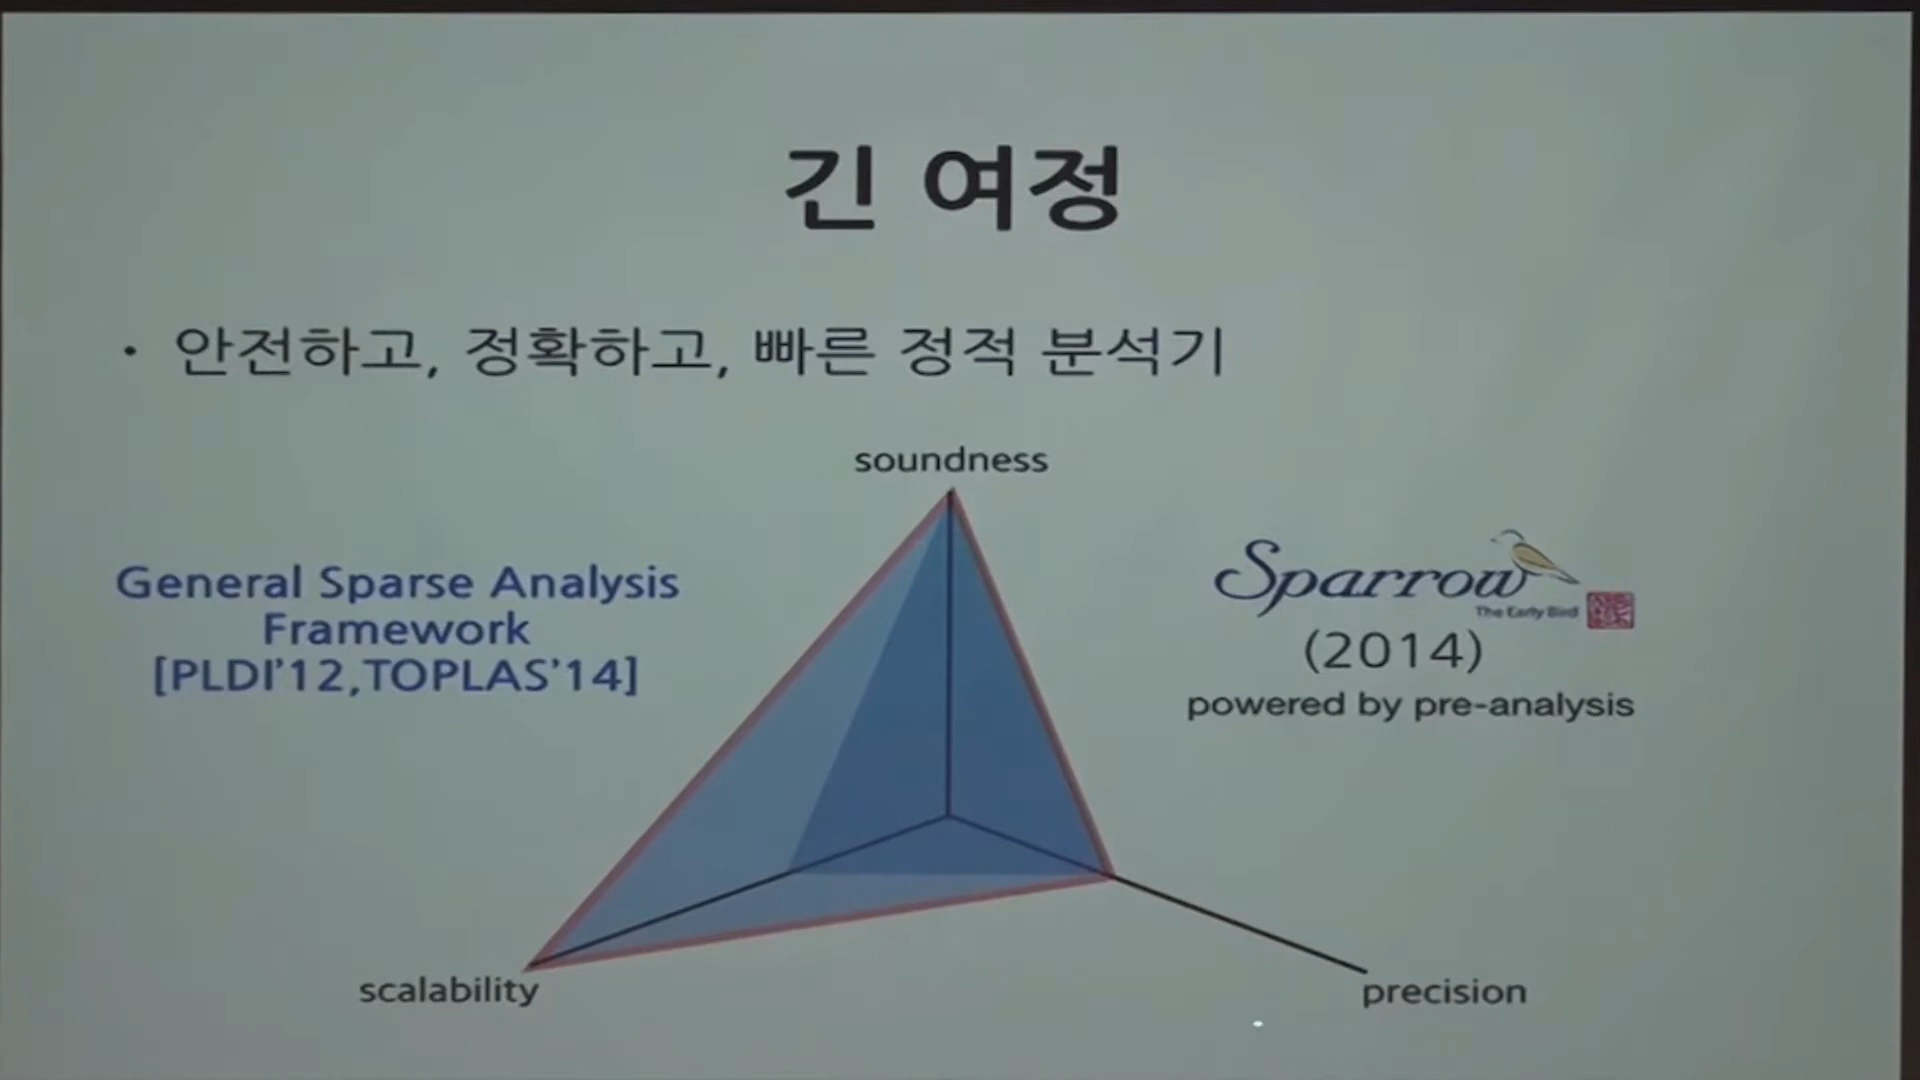 긴 여정
• 안전하고, 정확하고, 빠른 정적 분석기
soundness
General Sparse Analysis
Framework
[PLDI'12,TOPLAS'14]
Sparrow
The Early Bird
(2014)
powered by pre-analysis
scalability
precision